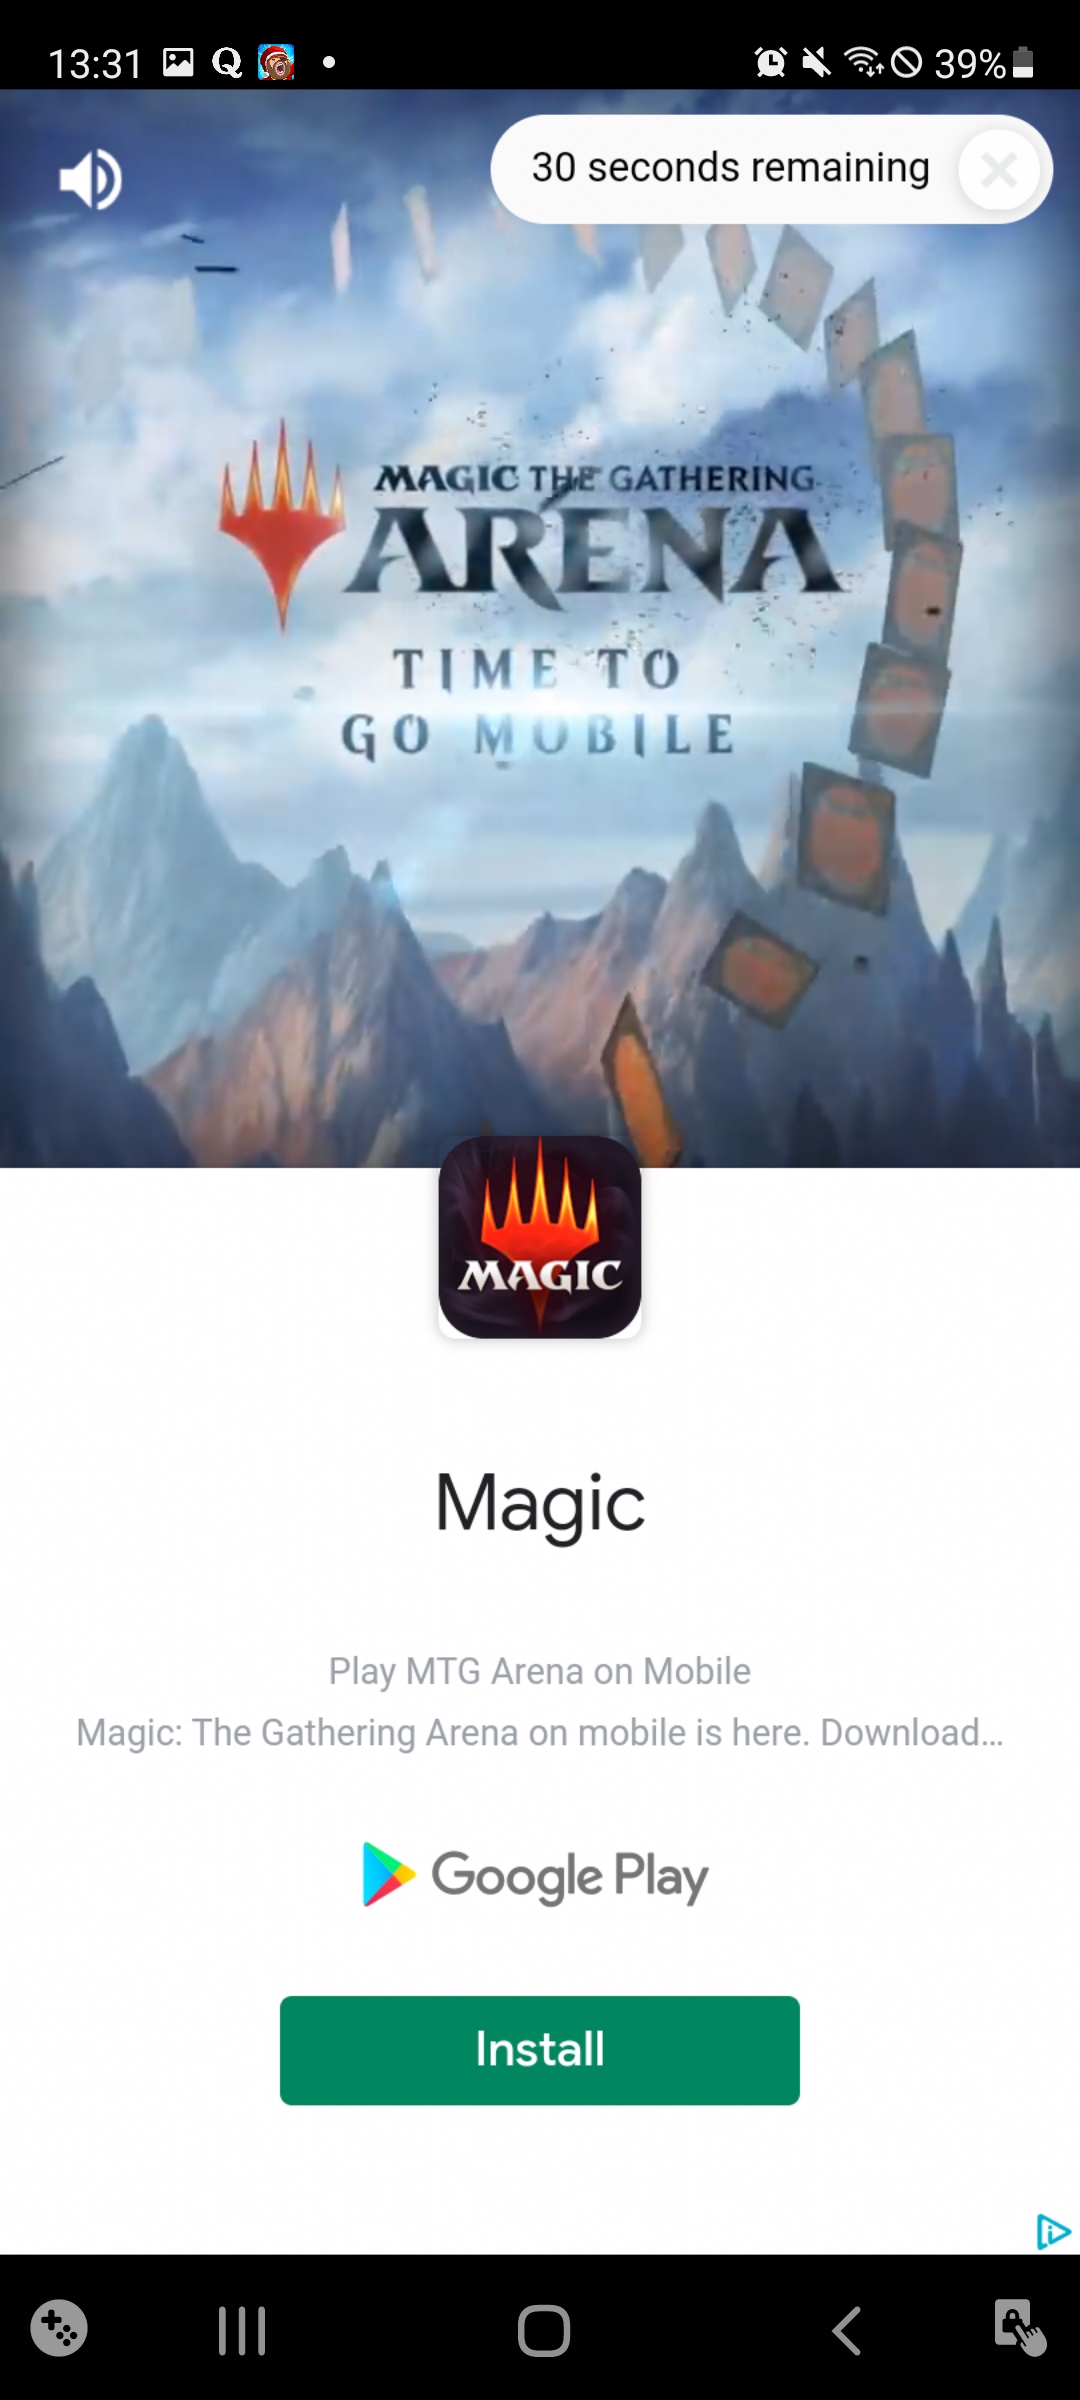 13:31
39%
30 seconds remaining
MAGIC THE GATHERING
ARENA
TIME TO
GO MOBILE
MAGIC
Magic
Play MTG Arena on Mobile
Magic: The Gathering Arena on mobile is here. Download...
Google Play
Install